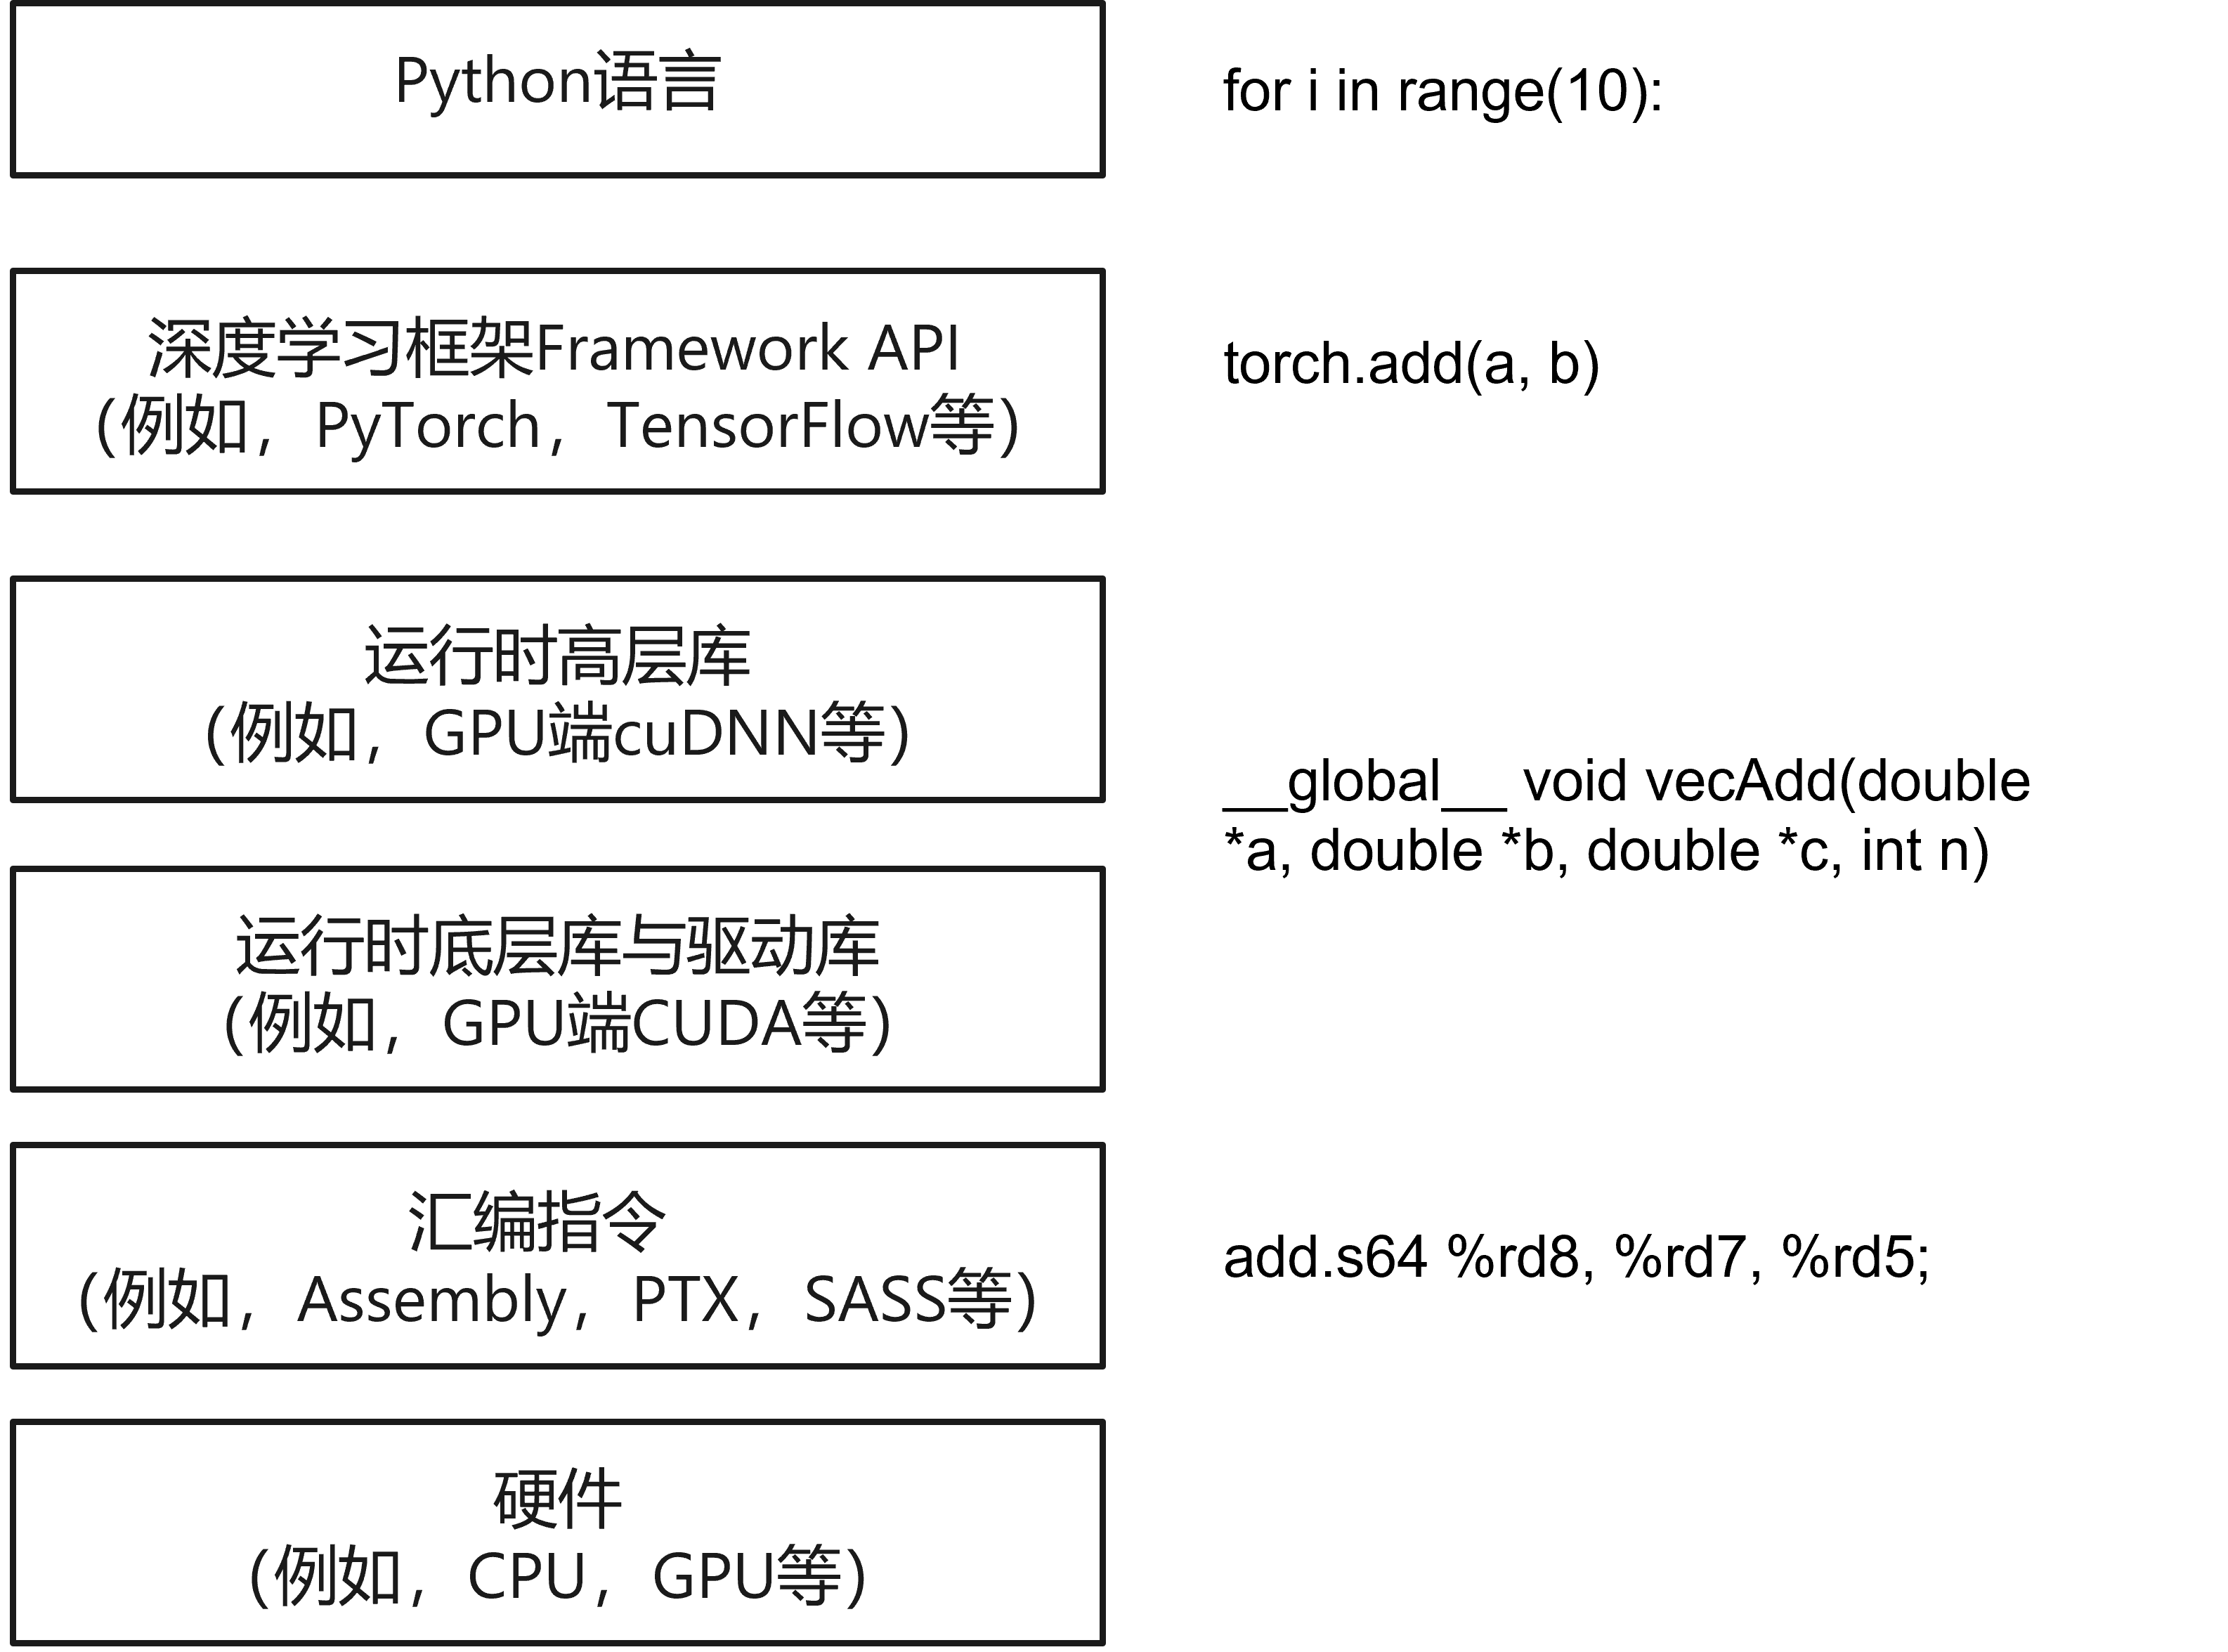 Python语言
for i in range(10):
深度学习框架Framework API
(例如，PyTorch，TensorFlow等)
torch.add(a, b)
运行时高层库
(例如，GPU端cuDNN等)
__global__ void vecAdd(double
*a, double *b, double *c, int n)
运行时底层库与驱动库
(例如，GPU端CUDA等)
汇编指令
(例如，Assembly，PTX，SASS等)
add.s64 %rd8, %rd7, %rd5;
硬件
(例如，CPU，GPU等)